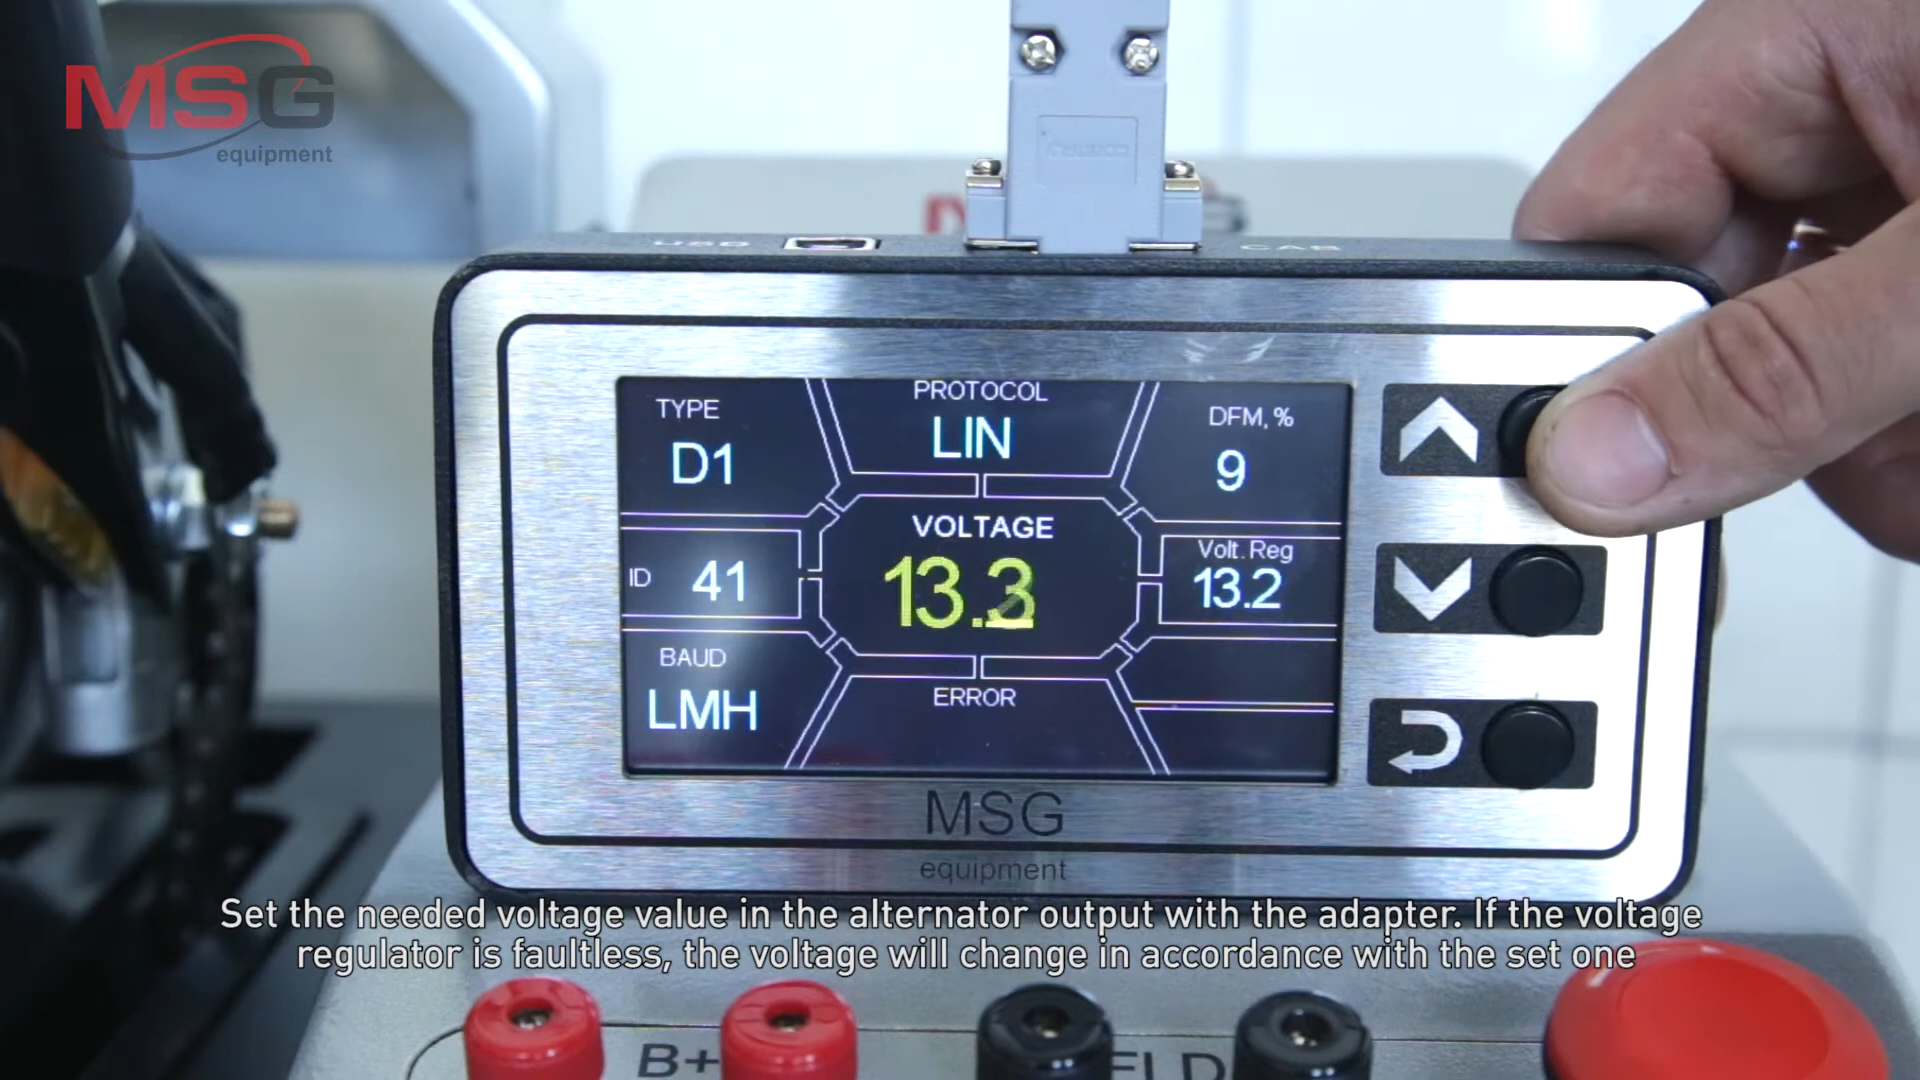 MSG
equipment
USB
CAB
TYPE
D1
PROTOCOL
LIN
DFM, %
9
VOLTAGE
13.3
ID 41
Volt. Reg
13.2
BAUD
LMH
ERROR
MSG
equipment
Set the needed voltage value in the alternator output with the adapter. If the voltage
regulator is faultless, the voltage will change in accordance with the set one
B+